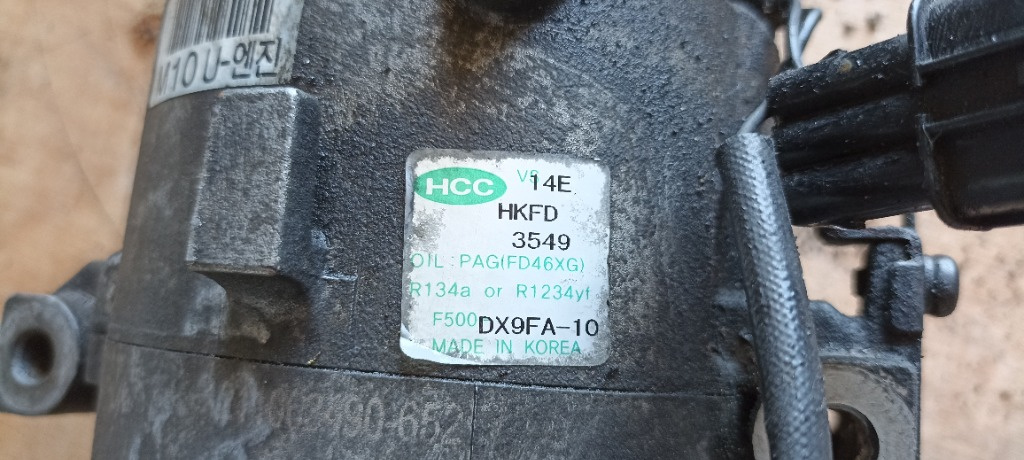 M10 U-엔진
HCC VS 14E
HKFD
3549
OIL : PAG(FD46XG)
R134a or R1234yf
F500 DX9FA-10
MADE IN KOREA